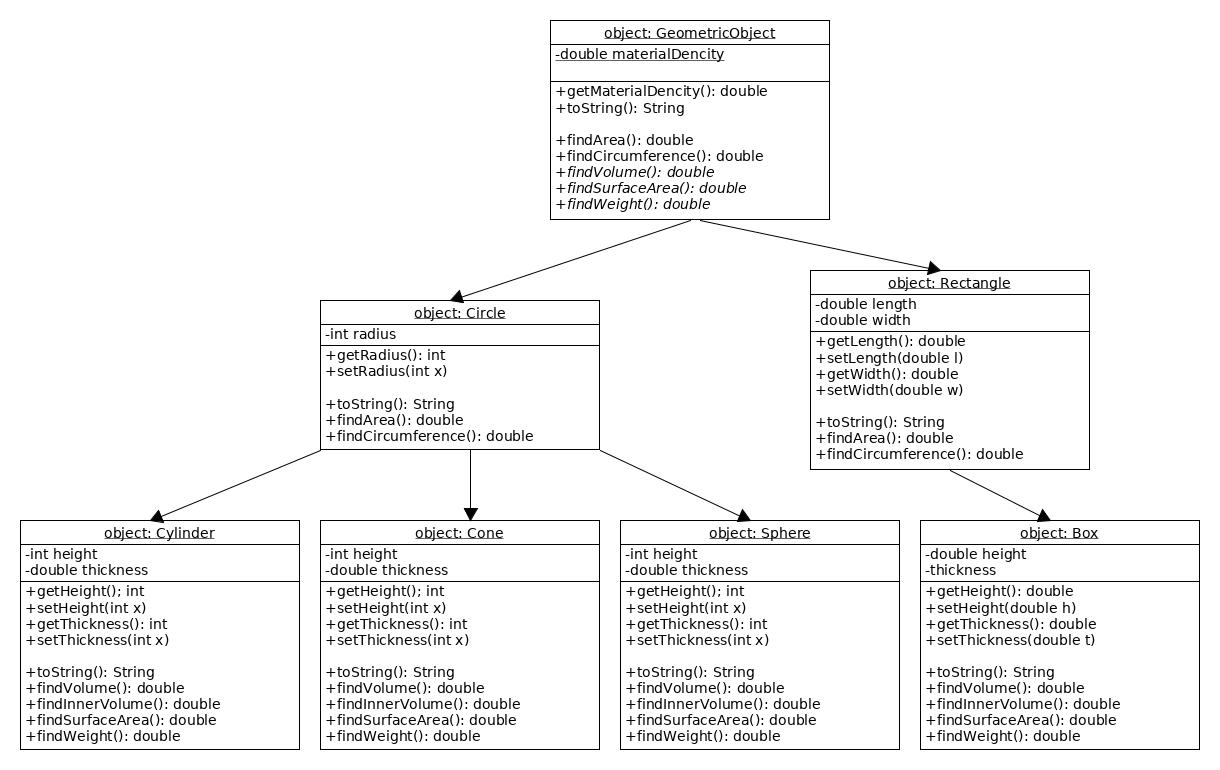 object: GeometricObject
-double materialDencity
+getMaterialDencity(): double
+toString(): String
+findArea(): double
+findCircumference(): double
+findVolume(): double
+findSurfaceArea(): double
+findWeight(): double
object: Circle
-int radius
+getRadius(): int
+setRadius(int x)
+toString(): String
+findArea(): double
+findCircumference(): double
object: Rectangle
-double length
-double width
+getLength(): double
+setLength(double l)
+getWidth(): double
+setWidth(double w)
+toString(): String
+findArea(): double
+findCircumference(): double
object: Cylinder
-int height
-double thickness
+getHeight(); int
+setHeight(int x)
+getThickness(): int
+setThickness(int x)
+toString(): String
+findVolume(): double
+findInnerVolume(): double
+findSurfaceArea(): double
+findWeight(): double
object: Cone
-int height
-double thickness
+getHeight(); int
+setHeight(int x)
+getThickness(): int
+setThickness(int x)
+toString(): String
+findVolume(): double
+findInnerVolume(): double
+findSurfaceArea(): double
+findWeight(): double
object: Sphere
-int height
-double thickness
+getHeight(); int
+setHeight(int x)
+getThickness(): int
+setThickness(int x)
+toString(): String
+findVolume(): double
+findInnerVolume(): double
+findSurfaceArea(): double
+findWeight(): double
object: Box
-double height
-thickness
+getHeight(): double
+setHeight(double h)
+getThickness(): double
+setThickness(double t)
+toString(): String
+findVolume(): double
+findInnerVolume(): double
+findSurfaceArea(): double
+findWeight(): double